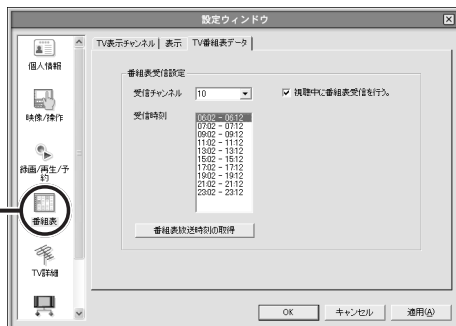 設定ウィンドウ
個人情報
映像/操作
録画/再生/予
約
番組表
TV詳細
TV表示チャンネル 表示 TV番組表データ
番組表受信設定
受信チャンネル 10
視聴中に番組表受信を行う。
受信時刻
06:02 - 06:12
07:02 - 07:12
09:02 - 09:12
11:02 - 11:12
13:02 - 13:12
15:02 - 15:12
17:02 - 17:12
19:02 - 19:12
21:02 - 21:12
23:02 - 23:12
番組表放送時刻の取得
OK キャンセル 適用(A)